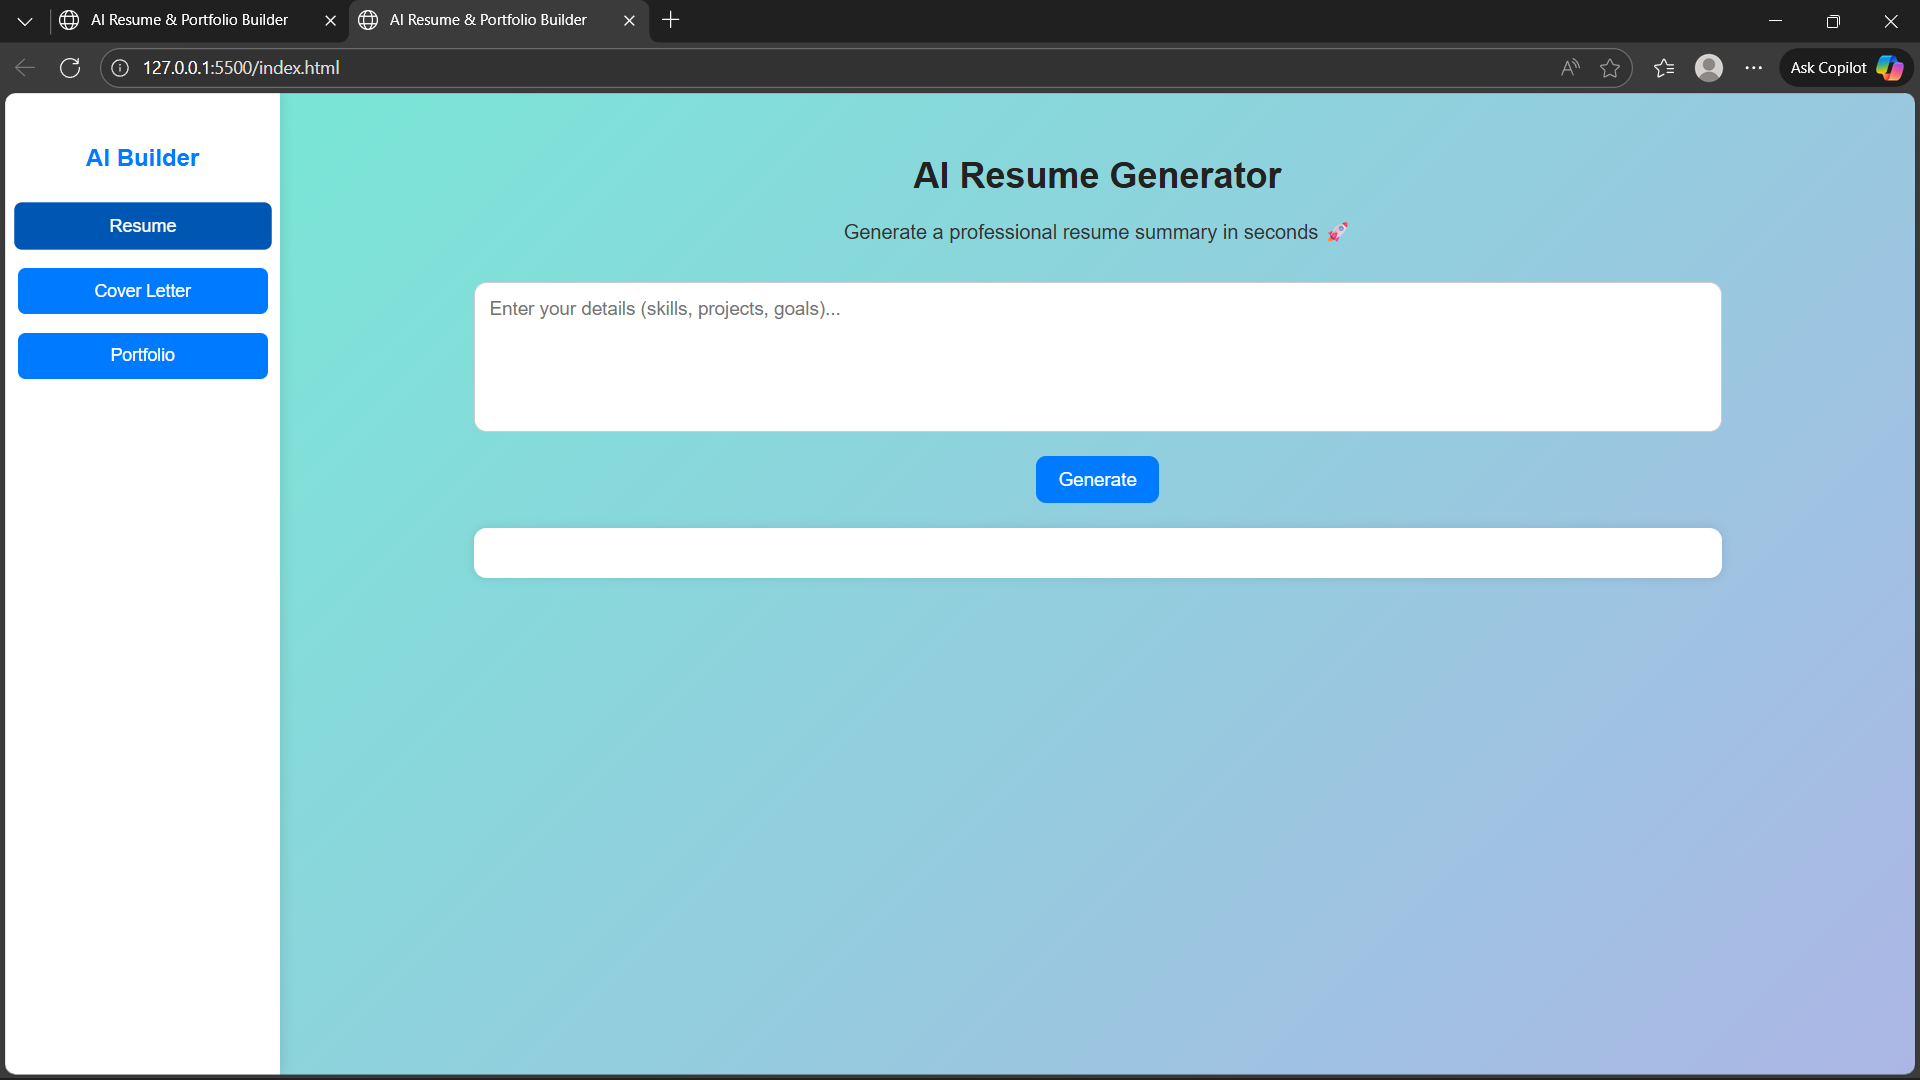 AI Resume & Portfolio Builder
AI Resume & Portfolio Builder
127.0.0.1:5500/index.html
Ask Copilot
AI Builder
Resume
Cover Letter
Portfolio
AI Resume Generator
Generate a professional resume summary in seconds 🚀
Enter your details (skills, projects, goals)...
Generate